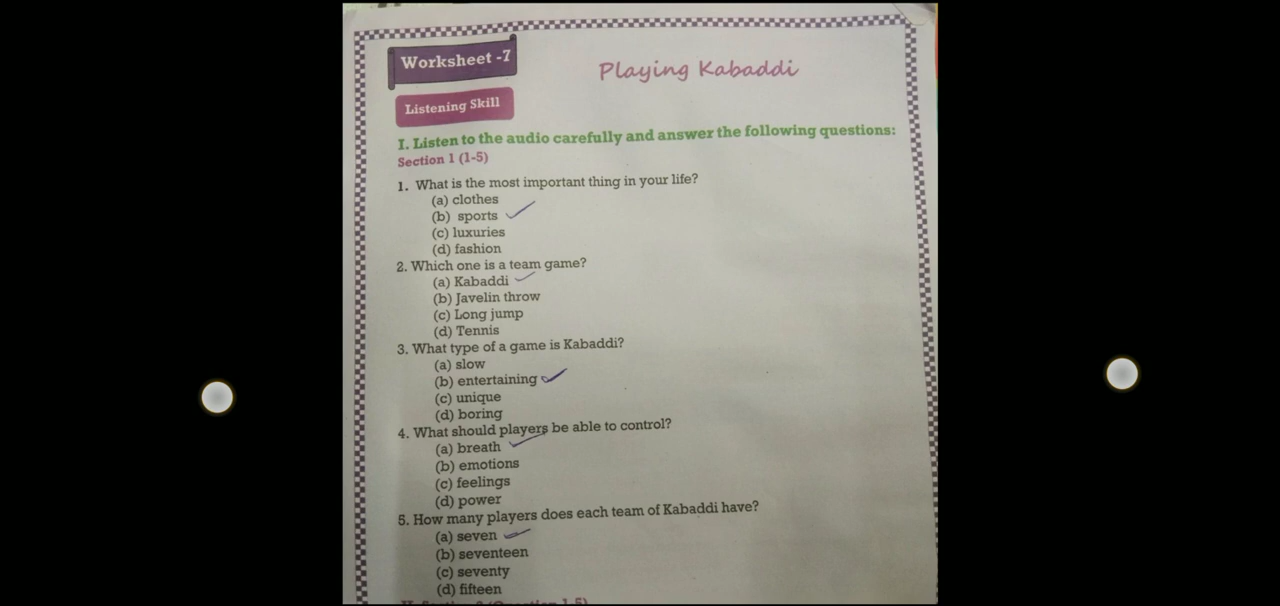 Worksheet -7
Playing Kabaddi
Listening Skill
I. Listen to the audio carefully and answer the following questions:
Section 1 (1-5)
1. What is the most important thing in your life?
(a) clothes
(b) sports
(c) luxuries
(d) fashion
2. Which one is a team game?
(a) Kabaddi
(b) Javelin throw
(c) Long jump
(d) Tennis
3. What type of a game is Kabaddi?
(a) slow
(b) entertaining
(c) unique
(d) boring
4. What should players be able to control?
(a) breath
(b) emotions
(c) feelings
(d) power
5. How many players does each team of Kabaddi have?
(a) seven
(b) seventeen
(c) seventy
(d) fifteen